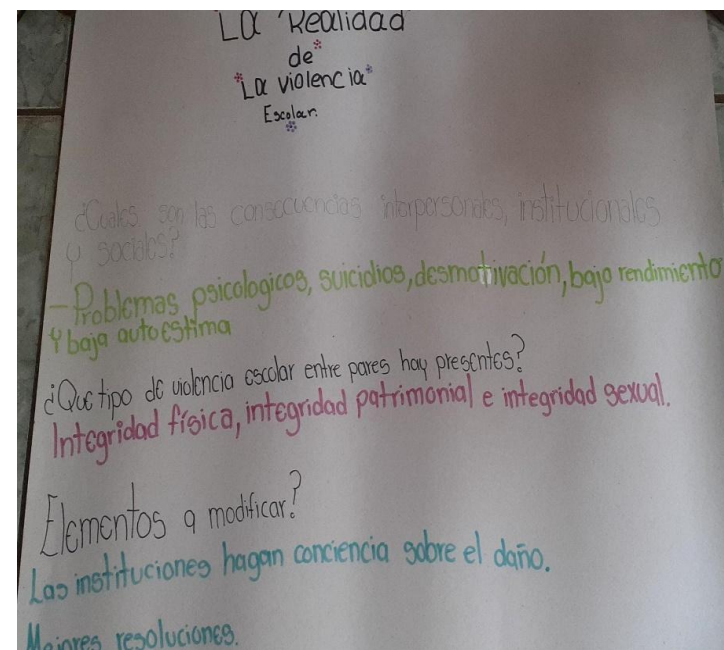 La Realidad
de
La violencia
Escolar.
¿Cuales son las consecuencias interpersonales, institucionales
y sociales?
- Problemas psicologicos, suicidios, desmotivación, bajo rendimiento
Y baja autoestima
¿Que tipo de violencia escolar entre pares hay presentes?
Integridad física, integridad patrimonial e integridad sexual.
Elementos a modificar?
Las instituciones hagan conciencia sobre el daño.
Mejores resoluciones.